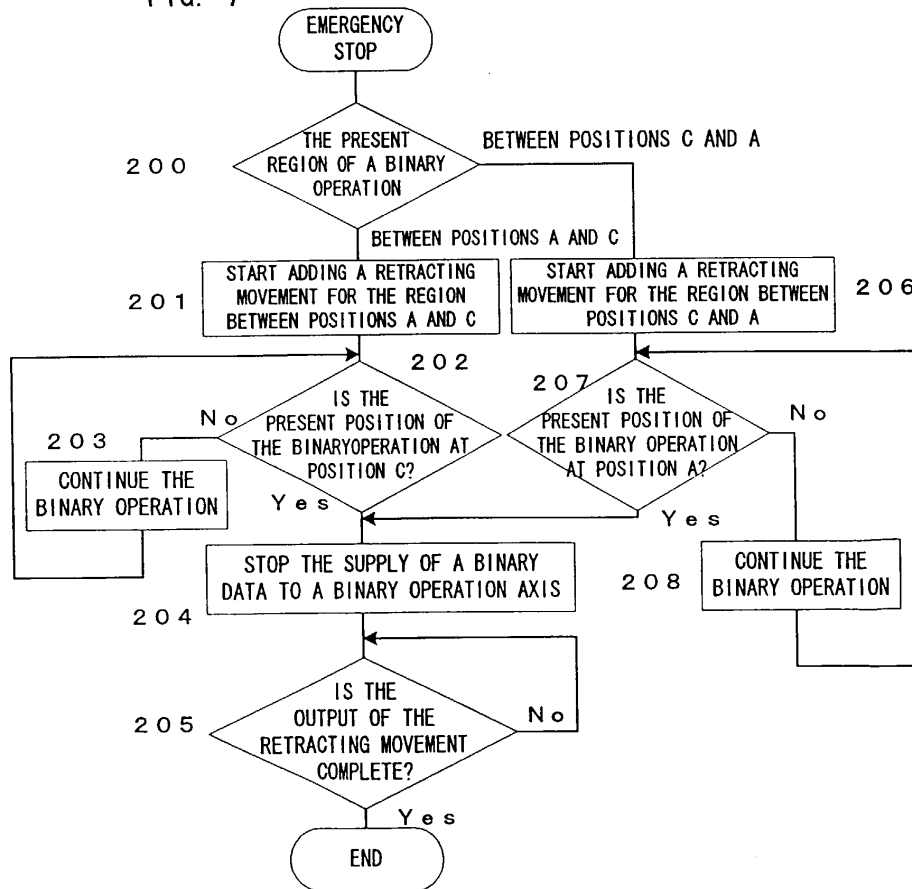 FIG. 7
EMERGENCY
STOP
200
THE PRESENT
REGION OF A BINARY
OPERATION
BETWEEN POSITIONS C AND A
BETWEEN POSITIONS A AND C
201
START ADDING A RETRACTING
MOVEMENT FOR THE REGION
BETWEEN POSITIONS A AND C
START ADDING A RETRACTING
MOVEMENT FOR THE REGION BETWEEN
POSITIONS C AND A
206
202
IS THE
PRESENT POSITION OF
THE BINARYOPERATION AT
POSITION C?
No
Yes
207
IS THE
PRESENT POSITION OF
THE BINARY OPERATION
AT POSITION A?
No
Yes
203
CONTINUE THE
BINARY OPERATION
STOP THE SUPPLY OF A BINARY
DATA TO A BINARY OPERATION AXIS
204
208
CONTINUE THE
BINARY OPERATION
205
IS THE
OUTPUT OF THE
RETRACTING MOVEMENT
COMPLETE?
No
Yes
END